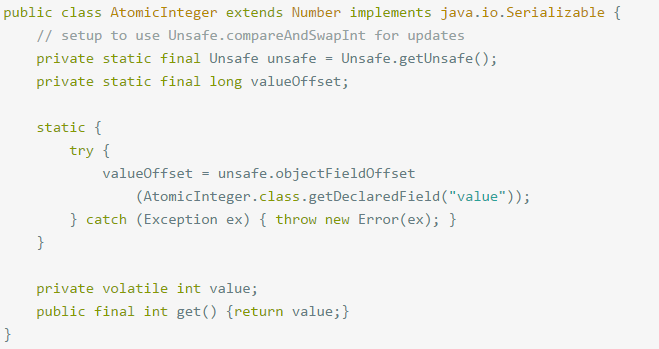 public class AtomicInteger extends Number implements java.io.Serializable {
    // setup to use Unsafe.compareAndSwapInt for updates
    private static final Unsafe unsafe = Unsafe.getUnsafe();
    private static final long valueOffset;

    static {
        try {
            valueOffset = unsafe.objectFieldOffset
                (AtomicInteger.class.getDeclaredField("value"));
        } catch (Exception ex) { throw new Error(ex); }
    }

    private volatile int value;
    public final int get() {return value;}
}